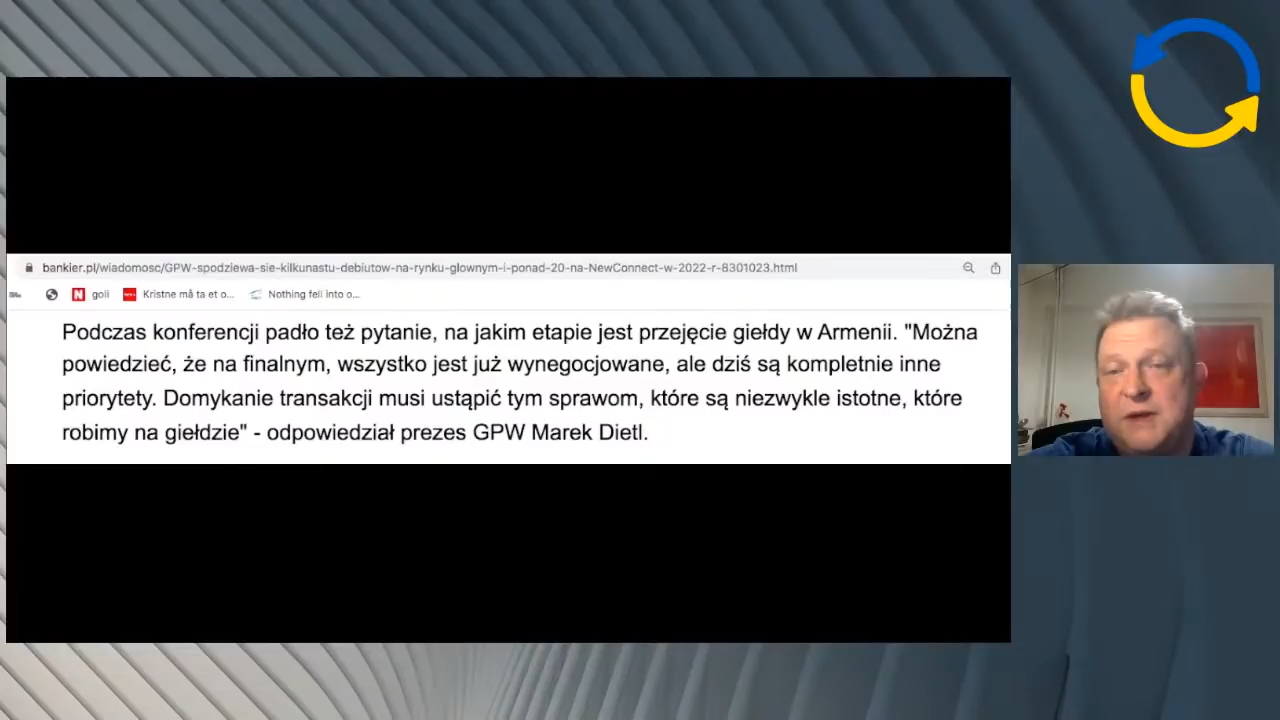 bankier.pl/wiadomosc/GPW-spodziewa-sie-kilkunastu-debiutow-na-rynku-glownym-i-ponad-20-na-NewConnect-w-2022-r-8301023.html
goli
Kristne må ta et o...
Nothing fell into o...
Podczas konferencji padło też pytanie, na jakim etapie jest przejęcie giełdy w Armenii. "Można
powiedzieć, że na finalnym, wszystko jest już wynegocjowane, ale dziś są kompletnie inne
priorytety. Domykanie transakcji musi ustąpić tym sprawom, które są niezwykle istotne, które
robimy na giełdzie" - odpowiedział prezes GPW Marek Dietl.